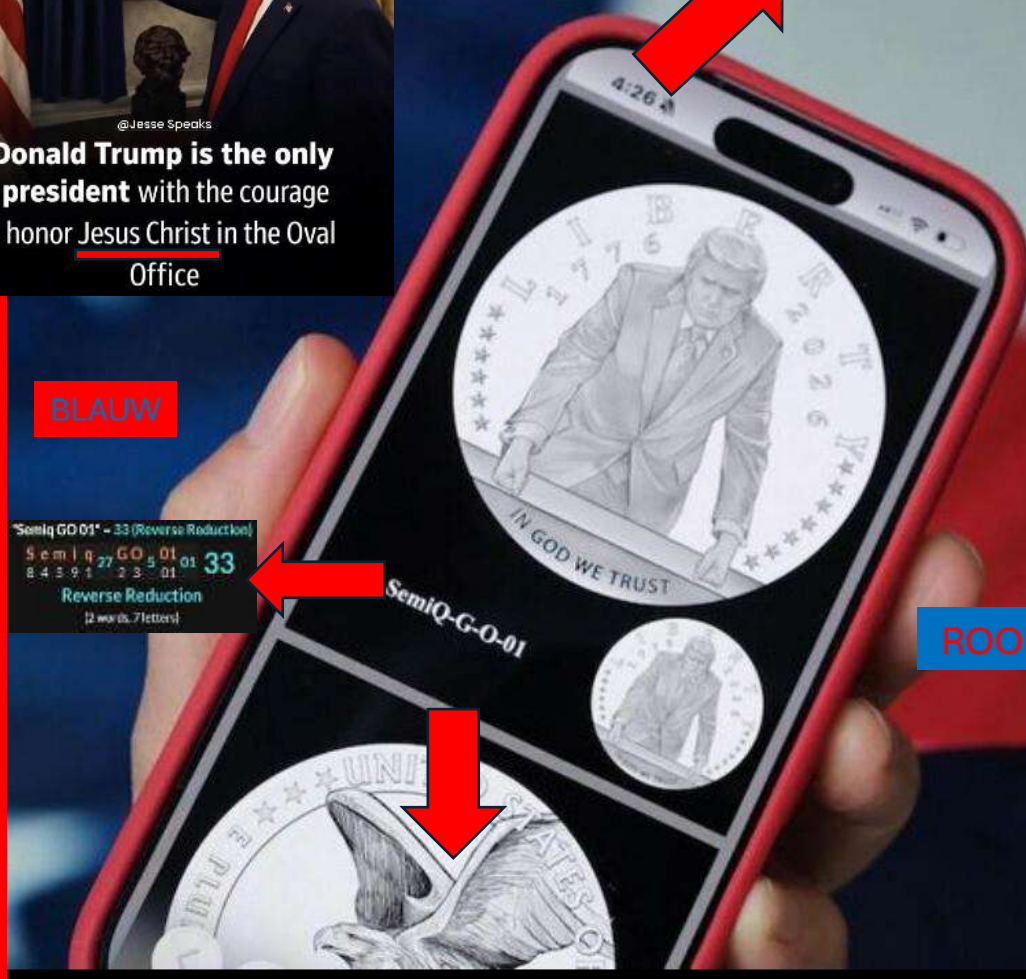 @Jesse Speaks
Donald Trump is the only
president with the courage
honor Jesus Christ in the Oval
Office
4:26
LIBERTY
1776 2026
IN GOD WE TRUST
SemiQ-G-O-01
BLAUW
"Semiq GO 01" = 33 (Reverse Reduction)
S e m i q 27 G O 5 01 01 33
8 4 5 9 1 2 3 01
Reverse Reduction
(2 words, 7 letters)
ROO
UNITED STATES OF
E PLU